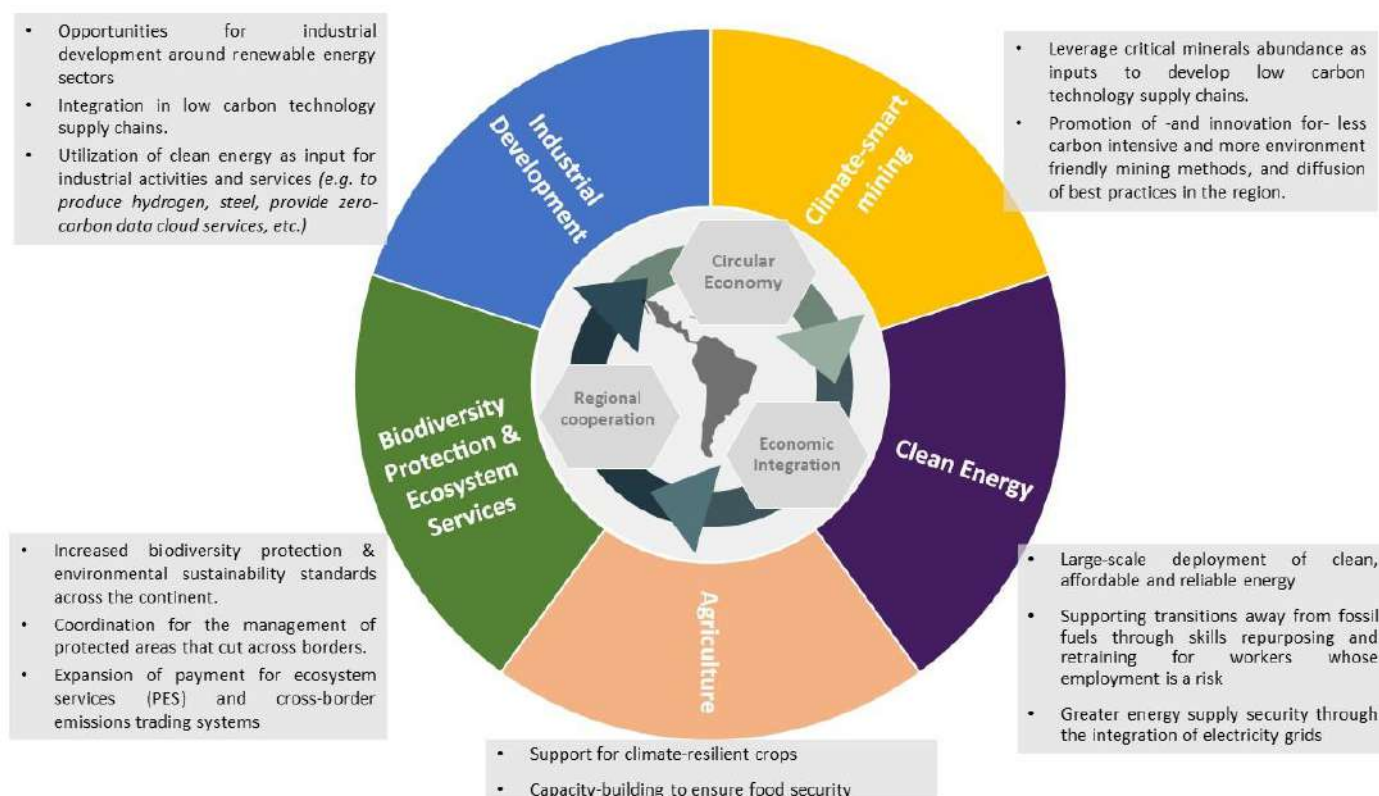 • Opportunities for industrial
development around renewable energy
sectors
• Integration in low carbon technology
supply chains.
• Utilization of clean energy as input for
industrial activities and services (e.g. to
produce hydrogen, steel, provide zero-
carbon data cloud services, etc.)
• Leverage critical minerals abundance as
inputs to develop low carbon
technology supply chains.
• Promotion of -and innovation for- less
carbon intensive and more environment
friendly mining methods, and diffusion
of best practices in the region.
Industrial
Development
Climate-smart
mining
Circular
Economy
Regional
cooperation
Economic
Integration
Biodiversity
Protection &
Ecosystem
Services
Clean Energy
Agriculture
• Increased biodiversity protection &
environmental sustainability standards
across the continent.
• Coordination for the management of
protected areas that cut across borders.
• Expansion of payment for ecosystem
services (PES) and cross-border
emissions trading systems
• Large-scale deployment of clean,
affordable and reliable energy
• Supporting transitions away from fossil
fuels through skills repurposing and
retraining for workers whose
employment is a risk
• Greater energy supply security through
the integration of electricity grids
• Support for climate-resilient crops
• Capacity-building to ensure food security